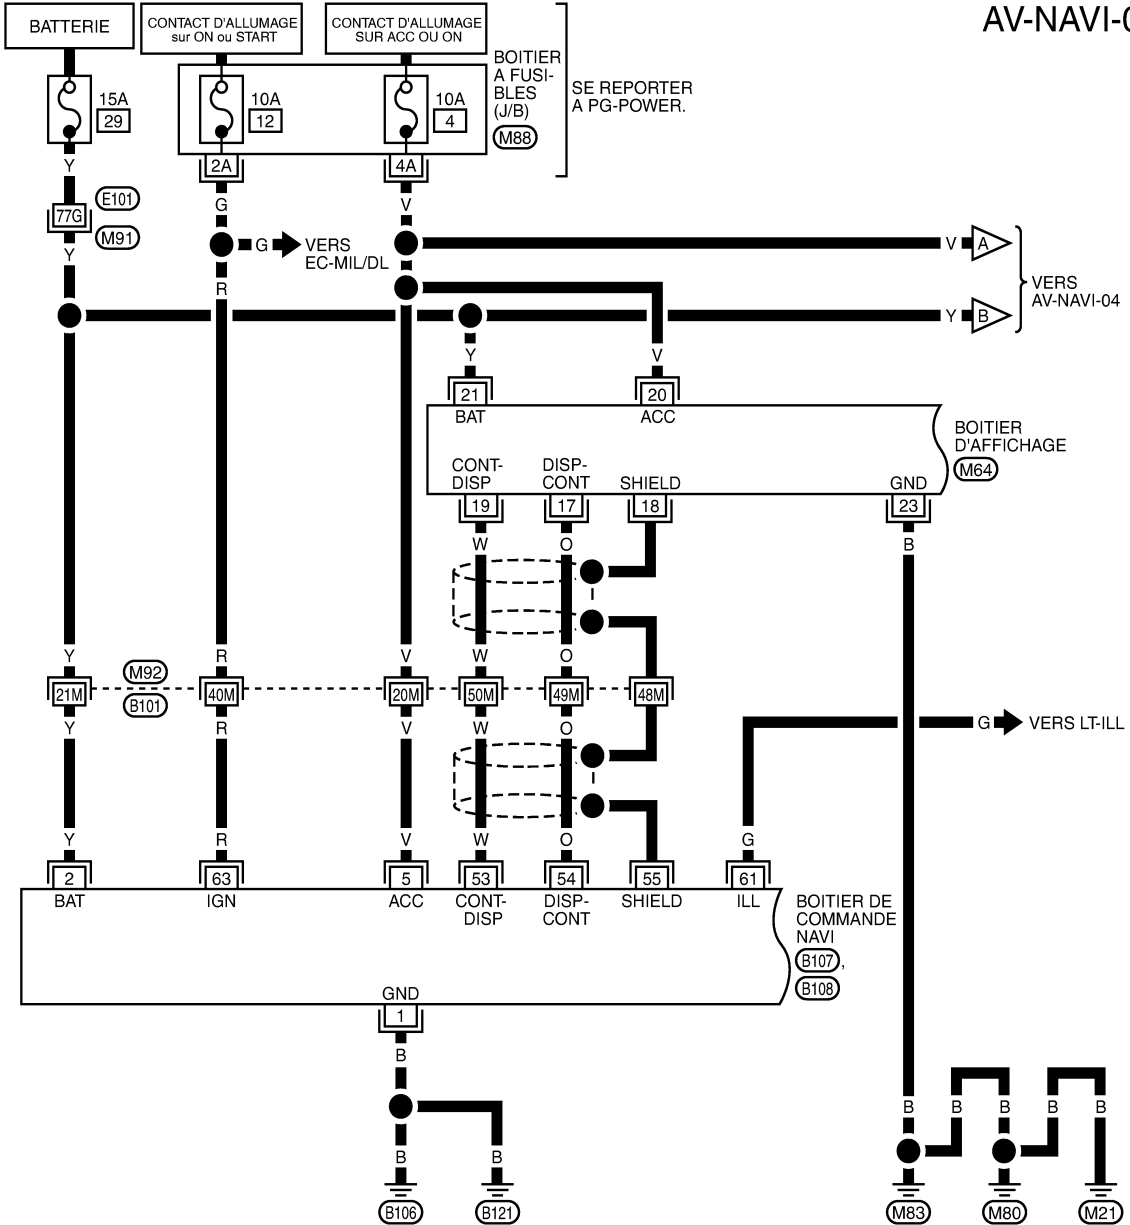 AV-NAVI-0
BATTERIE
CONTACT D'ALLUMAGE
sur ON ou START
CONTACT D'ALLUMAGE
SUR ACC OU ON
BOITIER
A FUSI-
BLES
(J/B)
M88
SE REPORTER
A PG-POWER.
15A
29
10A
12
10A
4
2A
4A
Y
77G
E101
M91
Y
G
V
G
VERS
EC-MIL/DL
R
V
A
Y
B
VERS
AV-NAVI-04
Y
V
21
20
BAT
ACC
BOITIER
D'AFFICHAGE
M64
CONT-
DISP
DISP-
CONT
SHIELD
GND
19
17
18
23
W
O
B
Y
R
V
W
O
M92
B101
21M
40M
20M
50M
49M
48M
Y
R
V
W
O
G
VERS LT-ILL
Y
R
V
W
O
G
2
63
5
53
54
55
61
BAT
IGN
ACC
CONT-
DISP
DISP-
CONT
SHIELD
ILL
BOITIER DE
COMMANDE
NAVI
B107,
B108
GND
1
B
B
B
B
B
B
B
B
B106
B121
M83
M80
M21